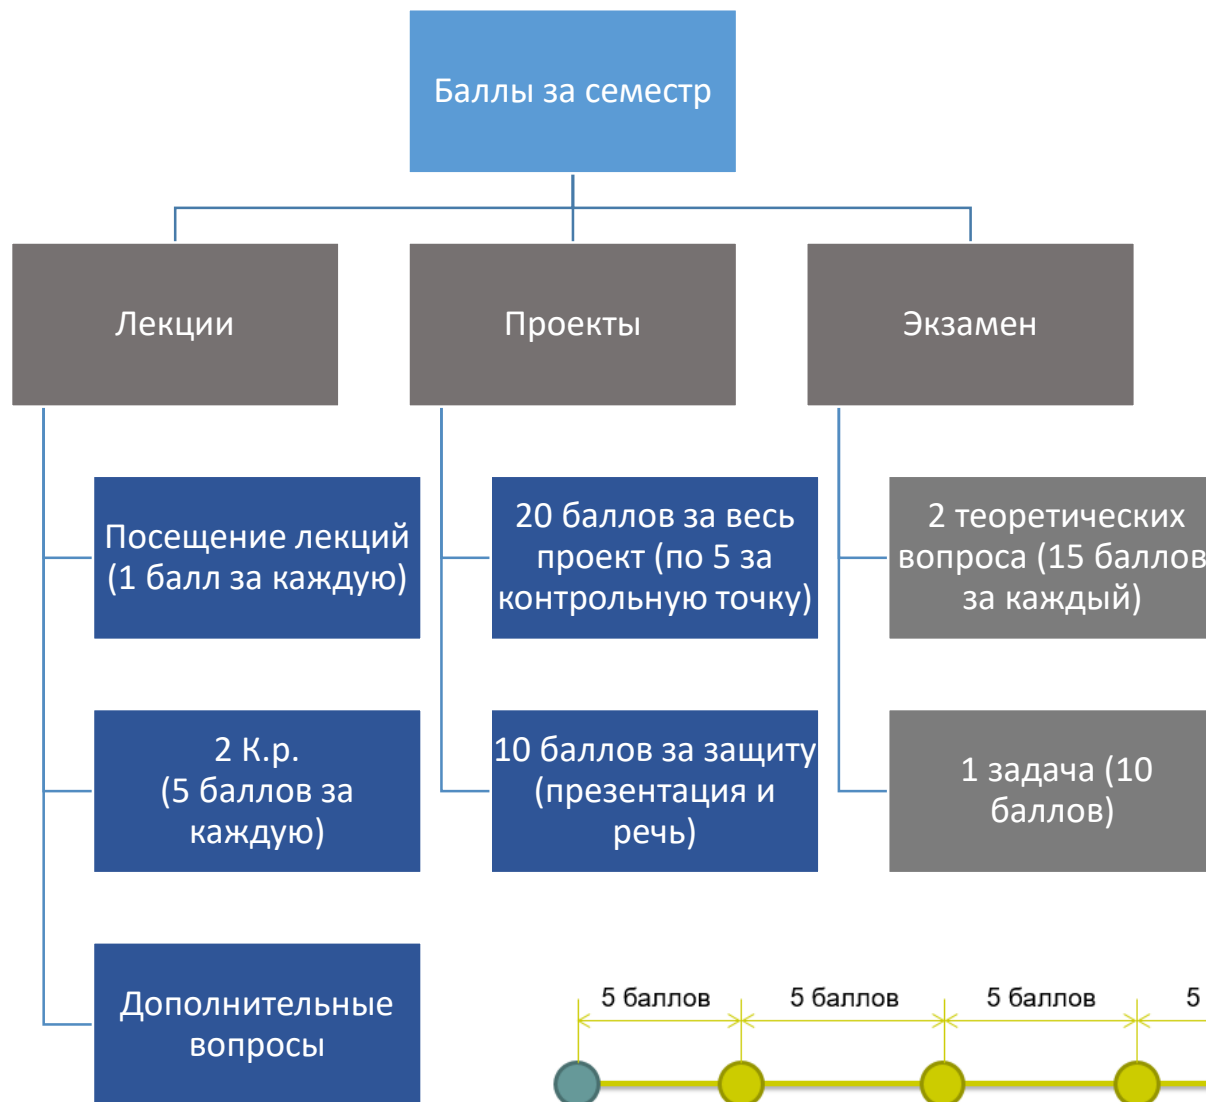 Баллы за семестр
Лекции
Проекты
Экзамен
Посещение лекций
(1 балл за каждую)
20 баллов за весь
проект (по 5 за
контрольную точку)
2 теоретических
вопроса (15 баллов
за каждый)
2 К.р.
(5 баллов за
каждую)
10 баллов за защиту
(презентация и
речь)
1 задача (10
баллов)
Дополнительные
вопросы
5 баллов 5 баллов 5 баллов 5